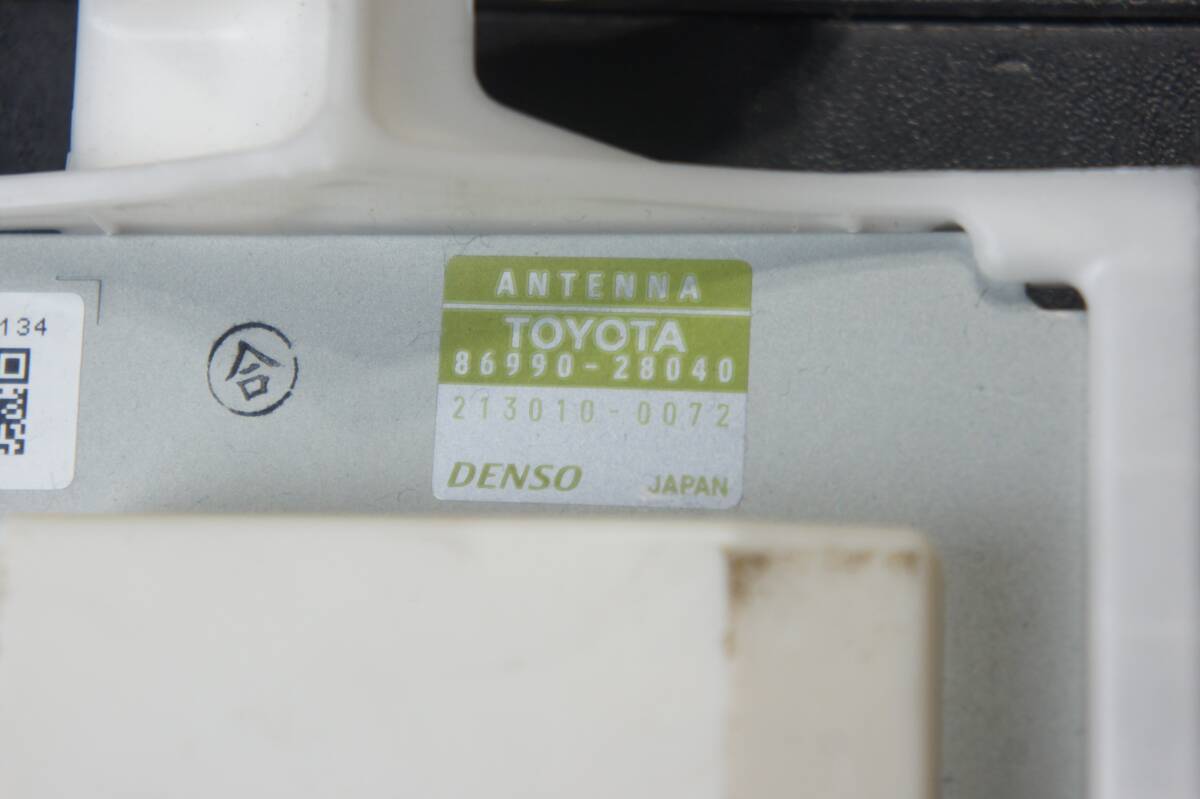 134
合
ANTENNA
TOYOTA
86990-28040
213010-0072
DENSO
JAPAN